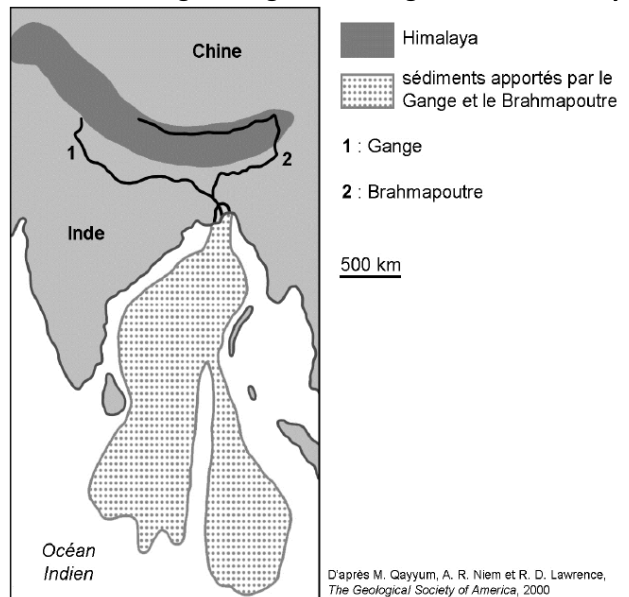 Chine
1
2
Inde
Océan
Indien
Himalaya
sédiments apportés par le
Gange et le Brahmapoutre
1 : Gange
2 : Brahmapoutre
500 km
D'après M. Qayyum, A. R. Niem et R. D. Lawrence,
The Geological Society of America, 2000